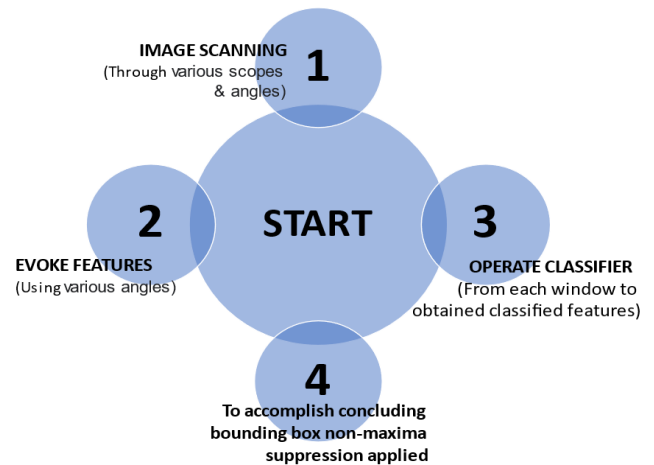 1
IMAGE SCANNING
(Through various scopes
& angles)
2
EVOKE FEATURES
(Using various angles)
START
3
OPERATE CLASSIFIER
(From each window to
obtained classified features)
4
To accomplish concluding
bounding box non-maxima
suppression applied